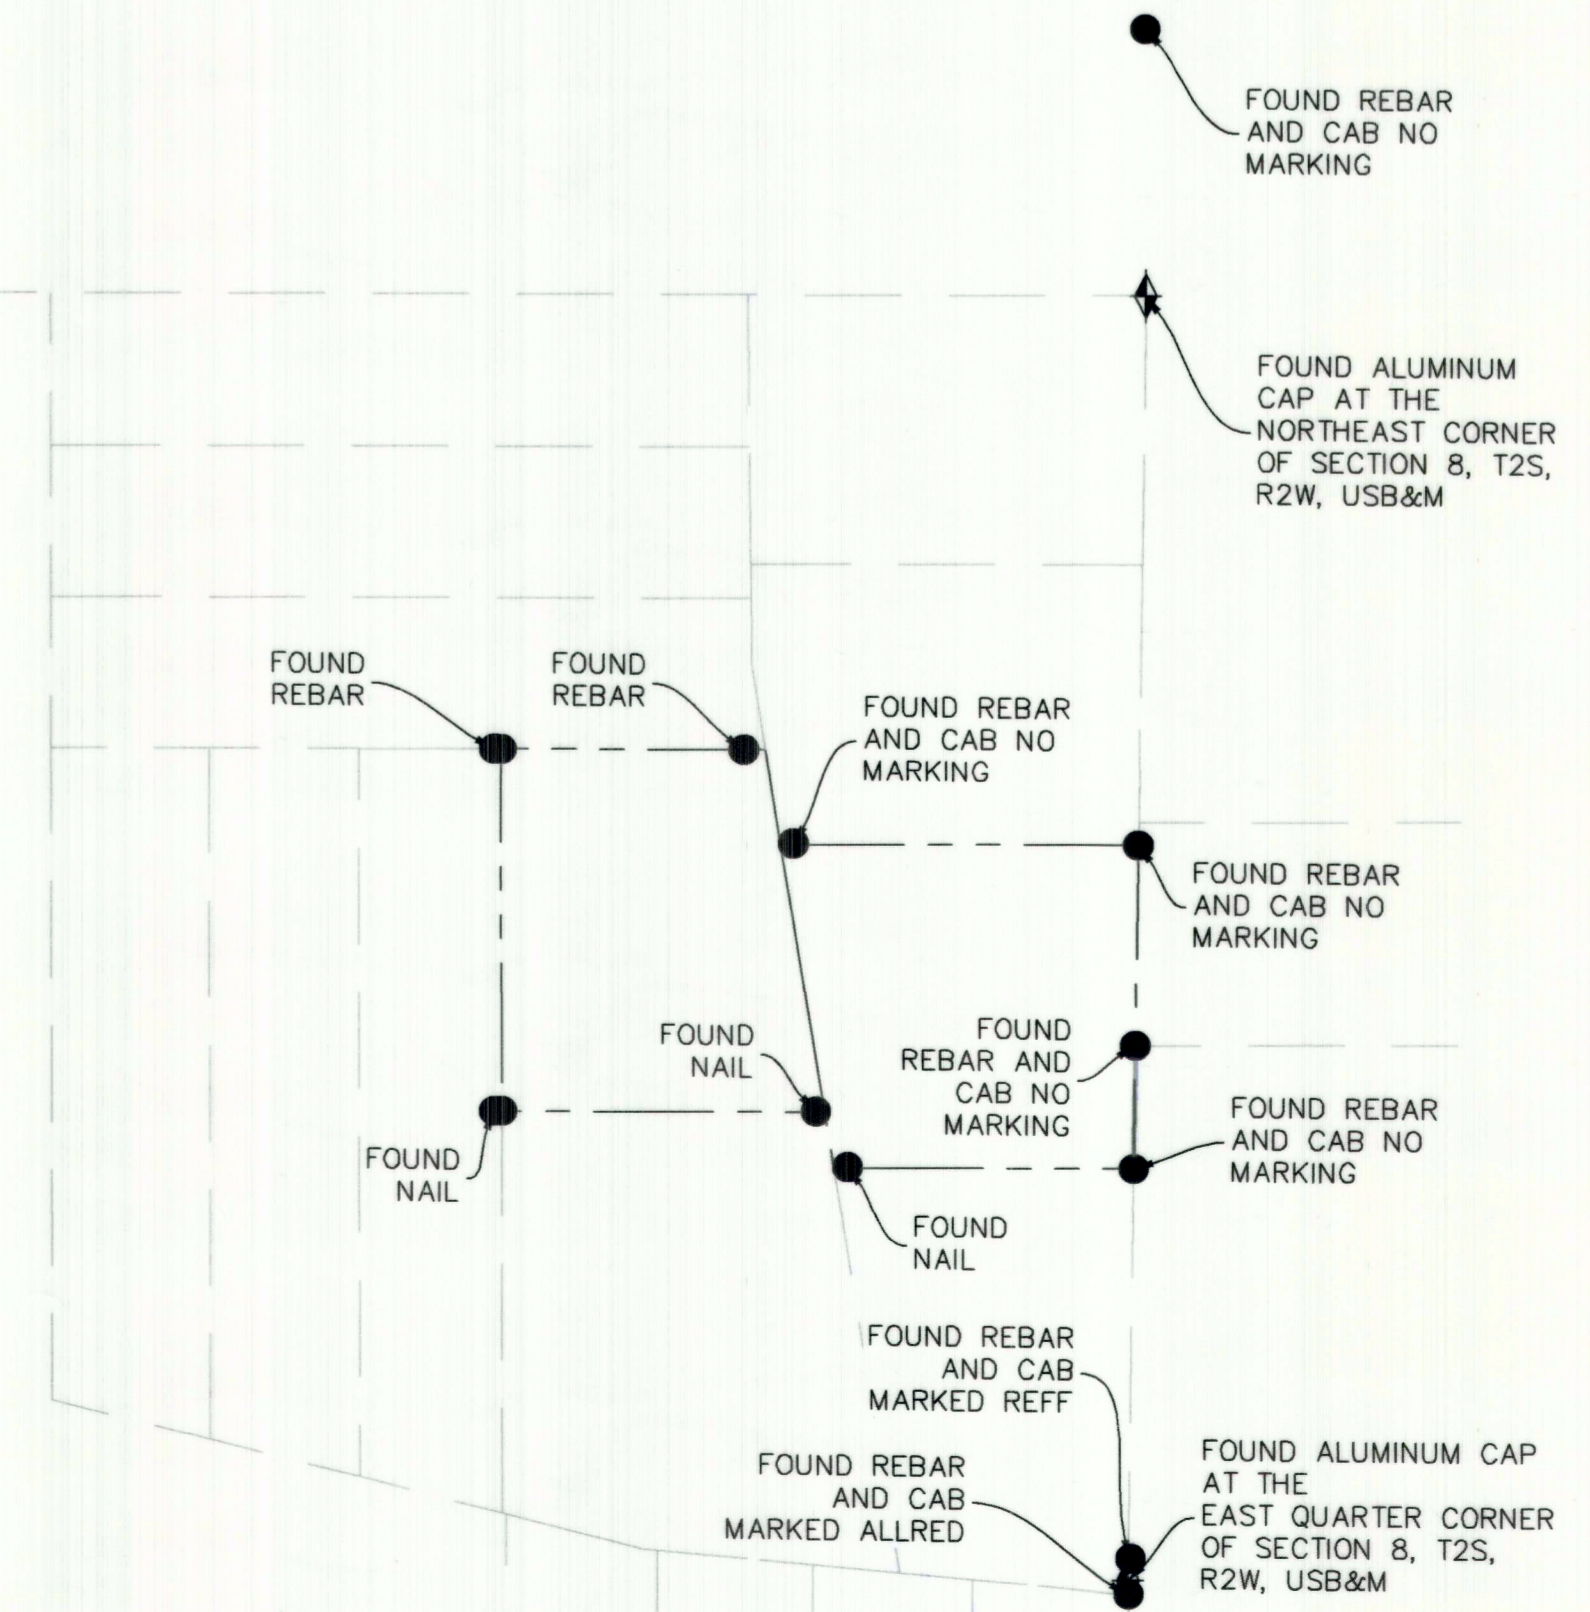 FOUND REBAR
AND CAB NO
MARKING
FOUND ALUMINUM
CAP AT THE
NORTHEAST CORNER
OF SECTION 8, T2S,
R2W, USB&M
FOUND
REBAR
FOUND
REBAR
FOUND REBAR
AND CAB NO
MARKING
FOUND REBAR
AND CAB NO
MARKING
FOUND
NAIL
FOUND
REBAR AND
CAB NO
MARKING
FOUND REBAR
AND CAB NO
MARKING
FOUND
NAIL
FOUND
NAIL
FOUND REBAR
AND CAB
MARKED REFF
FOUND REBAR
AND CAB
MARKED ALLRED
FOUND ALUMINUM CAP
AT THE
EAST QUARTER CORNER
OF SECTION 8, T2S,
R2W, USB&M